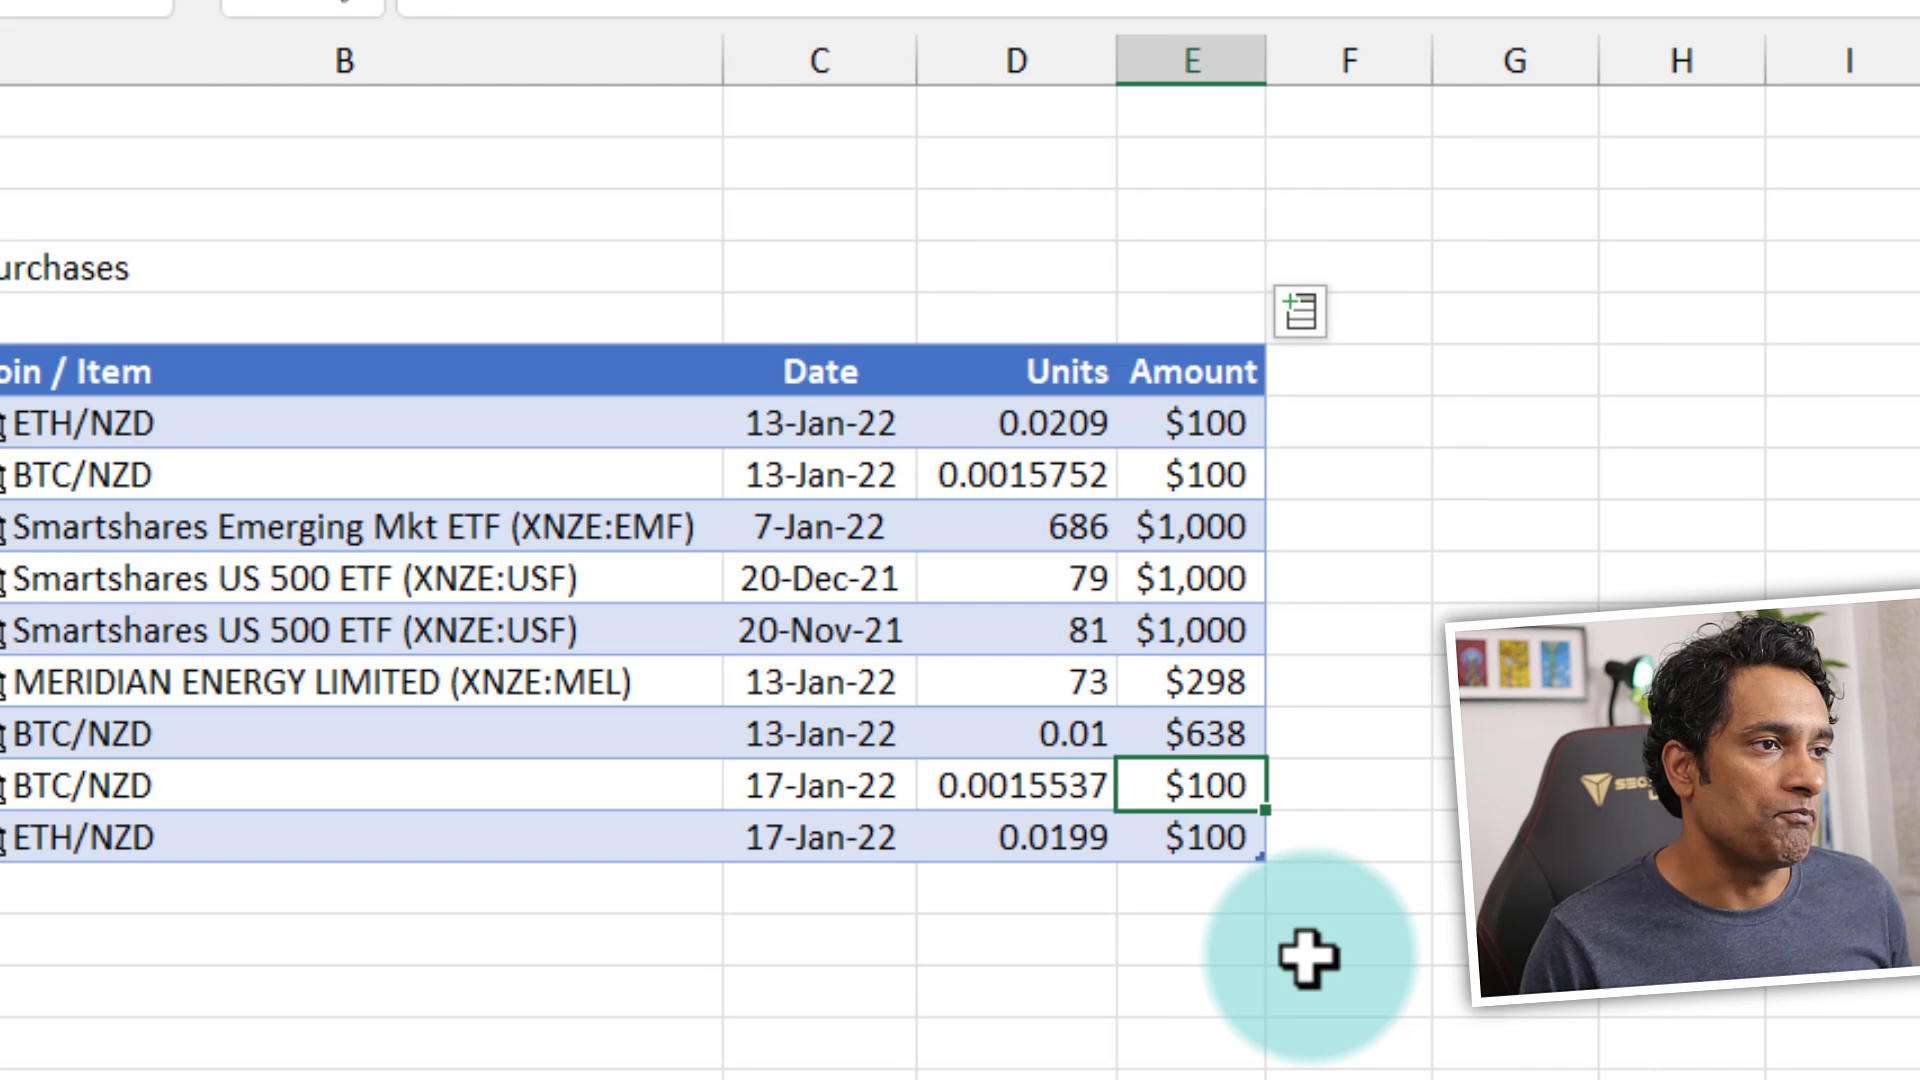 B C D E F G H I
urchases
oin / Item Date Units Amount
ETH/NZD 13-Jan-22 0.0209 $100
BTC/NZD 13-Jan-22 0.0015752 $100
Smartshares Emerging Mkt ETF (XNZE:EMF) 7-Jan-22 686 $1,000
Smartshares US 500 ETF (XNZE:USF) 20-Dec-21 79 $1,000
Smartshares US 500 ETF (XNZE:USF) 20-Nov-21 81 $1,000
MERIDIAN ENERGY LIMITED (XNZE:MEL) 13-Jan-22 73 $298
BTC/NZD 13-Jan-22 0.01 $638
BTC/NZD 17-Jan-22 0.0015537 $100
ETH/NZD 17-Jan-22 0.0199 $100